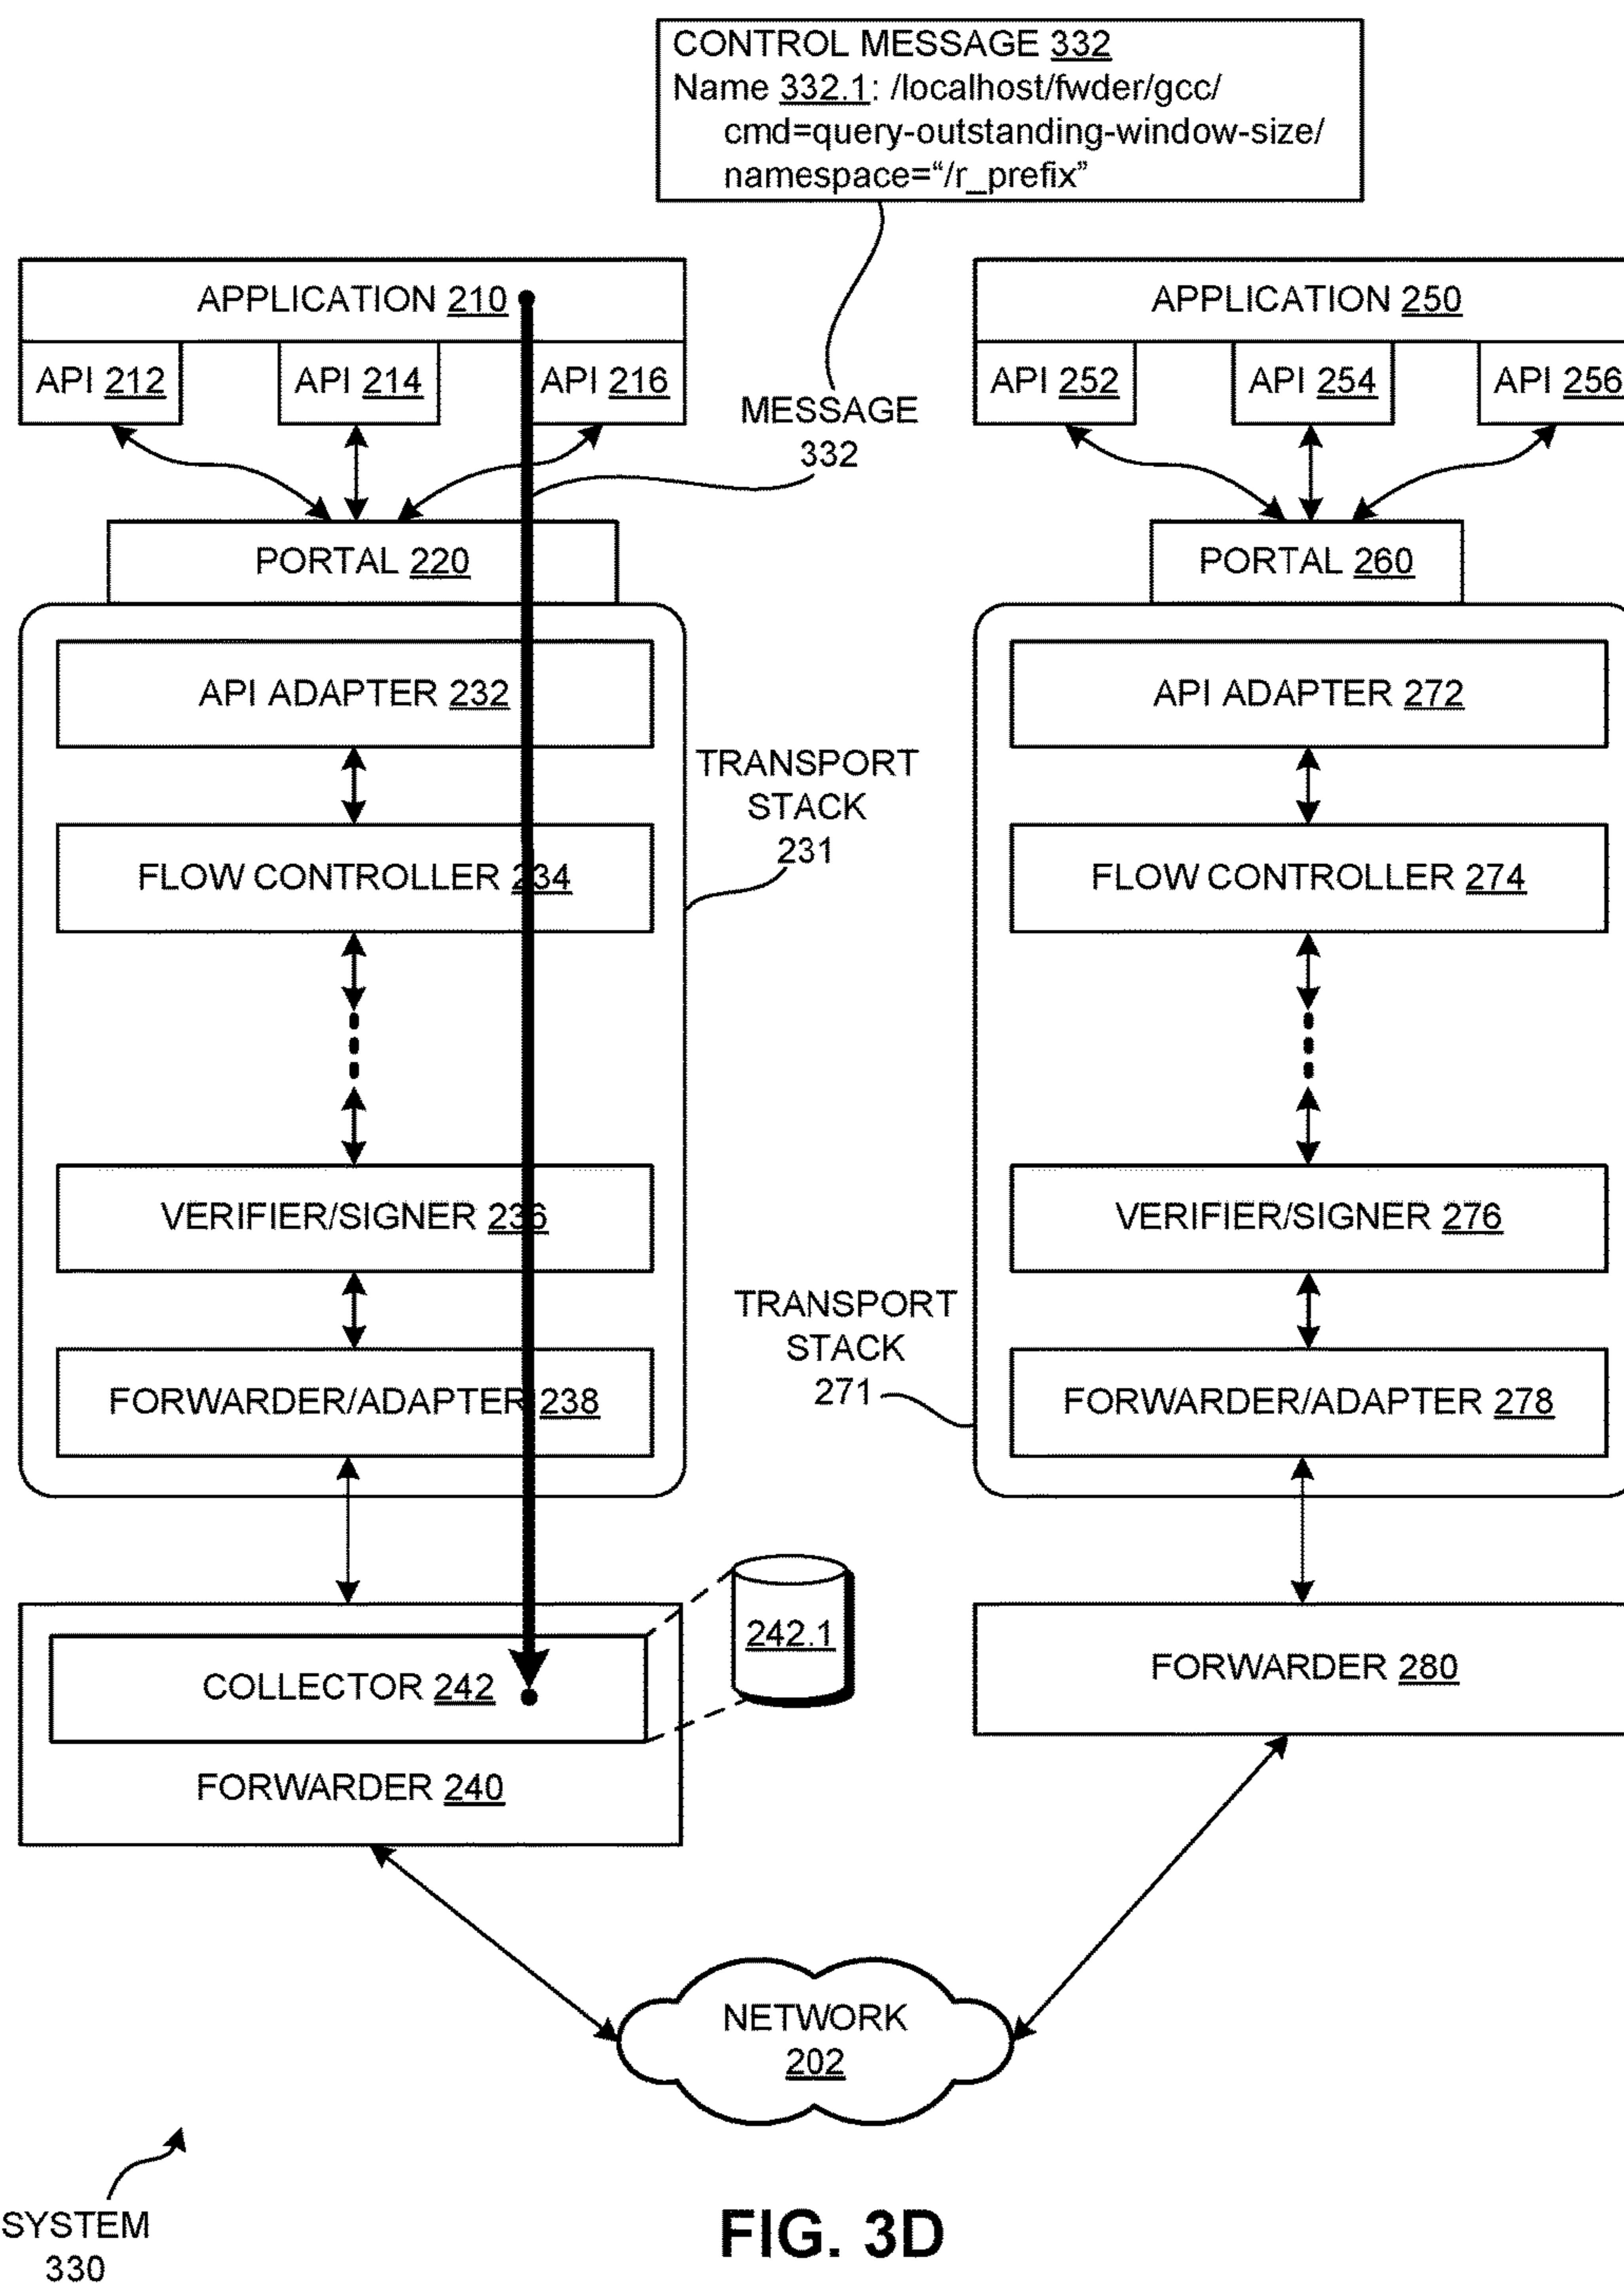 CONTROL MESSAGE 332
Name 332.1: /localhost/fwder/gcc/
cmd=query-outstanding-window-size/
namespace=“/r_prefix”
APPLICATION 210
API 212
API 214
API 216
MESSAGE
332
PORTAL 220
API ADAPTER 232
FLOW CONTROLLER 234
VERIFIER/SIGNER 236
FORWARDER/ADAPTER 238
TRANSPORT
STACK
231
COLLECTOR 242
242.1
FORWARDER 240
APPLICATION 250
API 252
API 254
API 256
PORTAL 260
API ADAPTER 272
FLOW CONTROLLER 274
VERIFIER/SIGNER 276
FORWARDER/ADAPTER 278
TRANSPORT
STACK
271
FORWARDER 280
NETWORK
202
SYSTEM
330
FIG. 3D